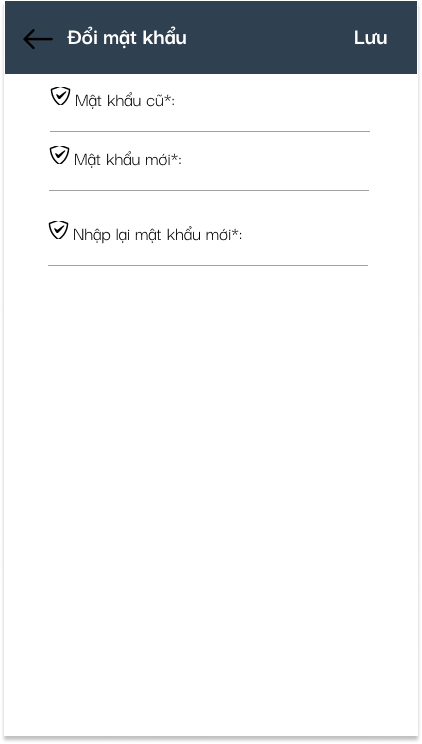 Đổi mật khẩu Lưu
Mật khẩu cũ*:
Mật khẩu mới*:
Nhập lại mật khẩu mới*: